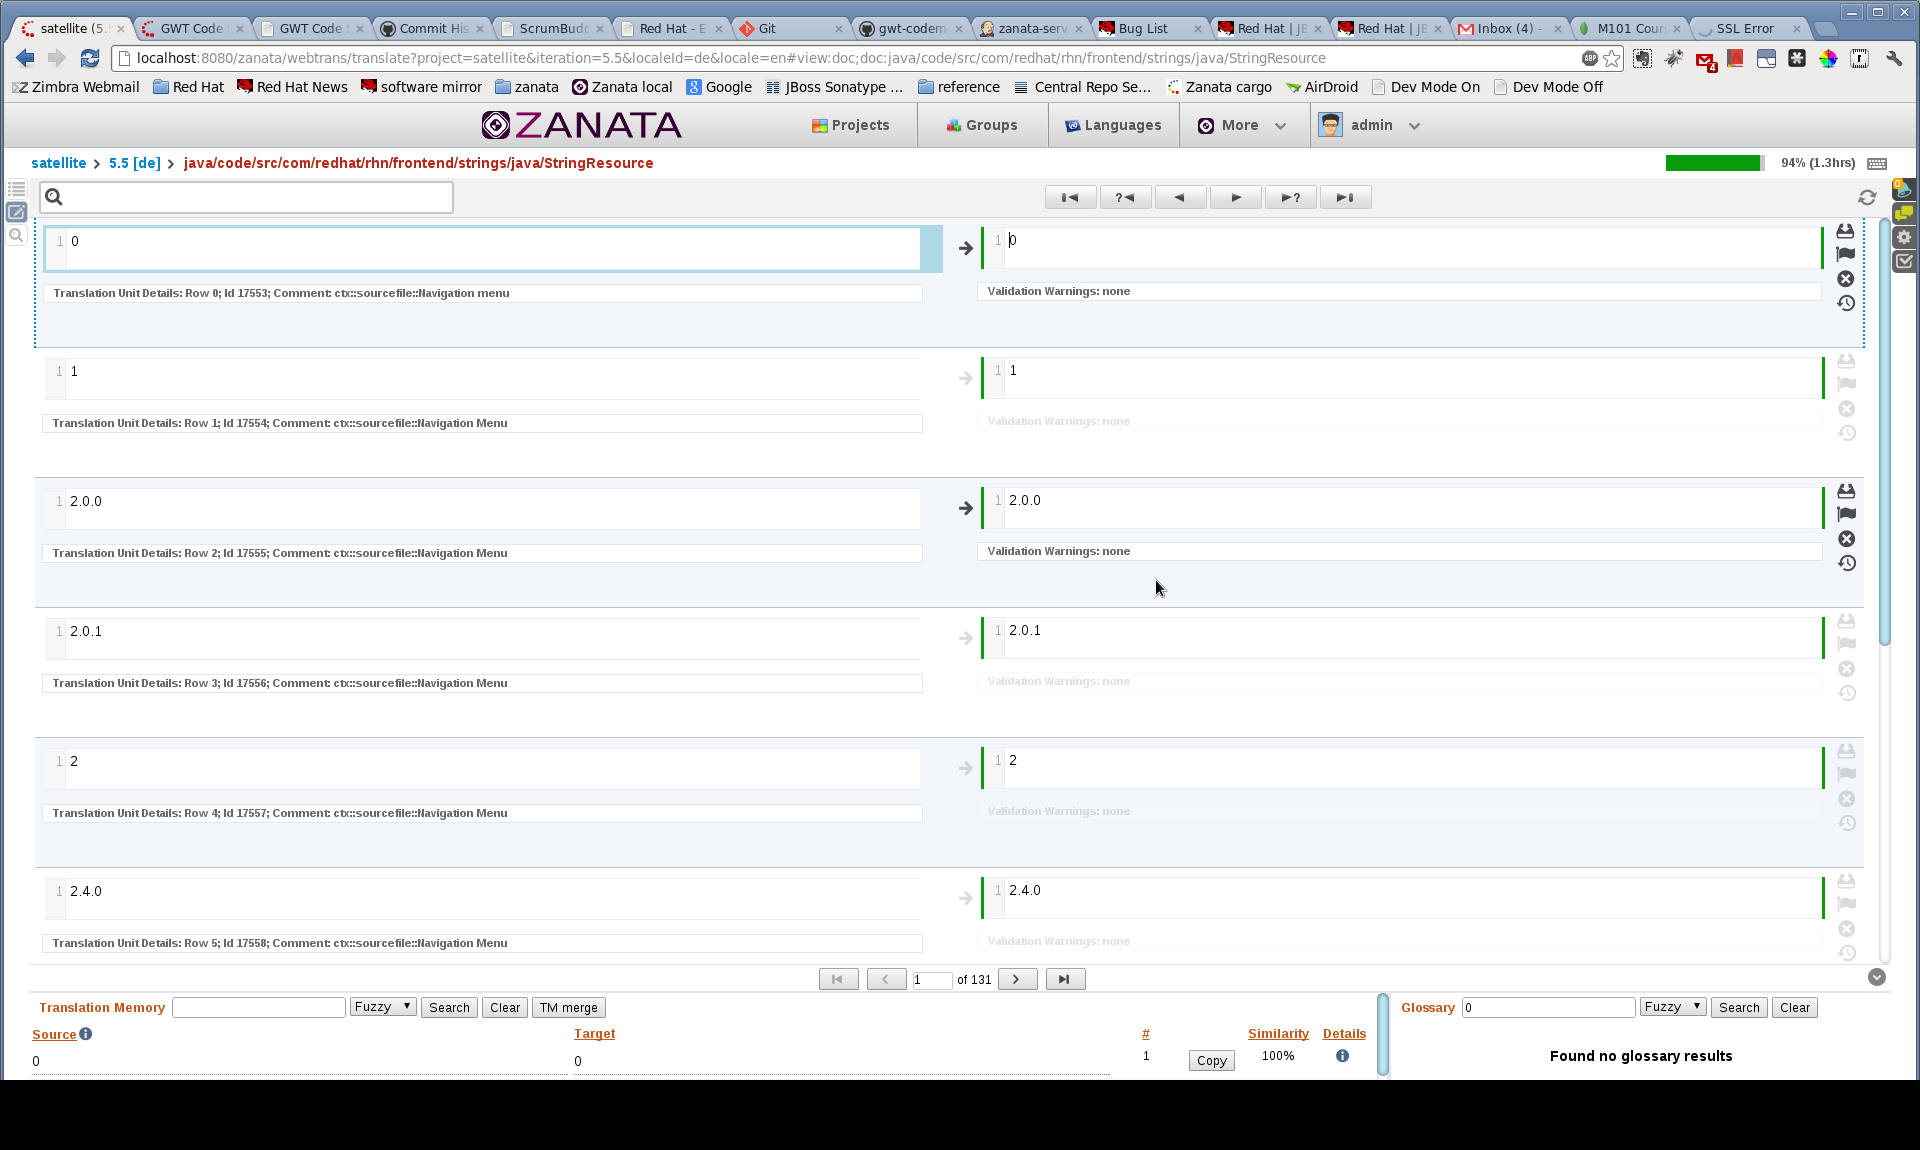 satellite (5. GWT Code GWT Code Commit His ScrumBud Red Hat - E Git gwt-codem zanata-serv Bug List Red Hat | JE Red Hat | JE Inbox (4) - M101 Cour SSL Error
localhost:8080/zanata/webtrans/translate?project=satellite&iteration=5.5&localeId=de&locale=en#view:doc;doc:java/code/src/com/redhat/rhn/frontend/strings/java/StringResource ABP 4
Zimbra Webmail Red Hat Red Hat News software mirror zanata Zanata local Google JBoss Sonatype ... reference Central Repo Se... Zanata cargo AirDroid Dev Mode On Dev Mode Off
ZANATA Projects Groups Languages More admin
satellite > 5.5 [de] > java/code/src/com/redhat/rhn/frontend/strings/java/StringResource 94% (1.3hrs)
? ? 0
1 0 1 0
Translation Unit Details: Row 0; Id 17553; Comment: ctx::sourcefile::Navigation menu Validation Warnings: none
1 1 1 1
Translation Unit Details: Row 1; Id 17554; Comment: ctx::sourcefile::Navigation Menu Validation Warnings: none
1 2.0.0 1 2.0.0
Translation Unit Details: Row 2; Id 17555; Comment: ctx::sourcefile::Navigation Menu Validation Warnings: none
1 2.0.1 1 2.0.1
Translation Unit Details: Row 3; Id 17556; Comment: ctx::sourcefile::Navigation Menu Validation Warnings: none
1 2 1 2
Translation Unit Details: Row 4; Id 17557; Comment: ctx::sourcefile::Navigation Menu Validation Warnings: none
1 2.4.0 1 2.4.0
Translation Unit Details: Row 5; Id 17558; Comment: ctx::sourcefile::Navigation Menu Validation Warnings: none
1 of 131
Translation Memory Fuzzy Search Clear TM merge Glossary 0 Fuzzy Search Clear
Source Target # Similarity Details
0 0 1 Copy 100% Found no glossary results